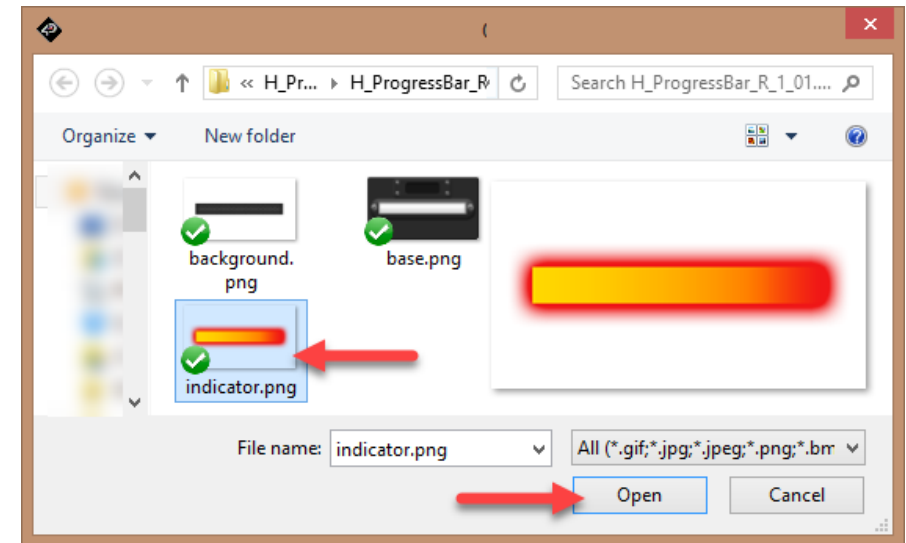 (
« H_Pr... H_ProgressBar_R
Search H_ProgressBar_R_1_01....
Organize New folder
background.
png
base.png
indicator.png
File name: indicator.png All (*.gif;*.jpg;*.jpeg;*.png;*.bm
Open Cancel